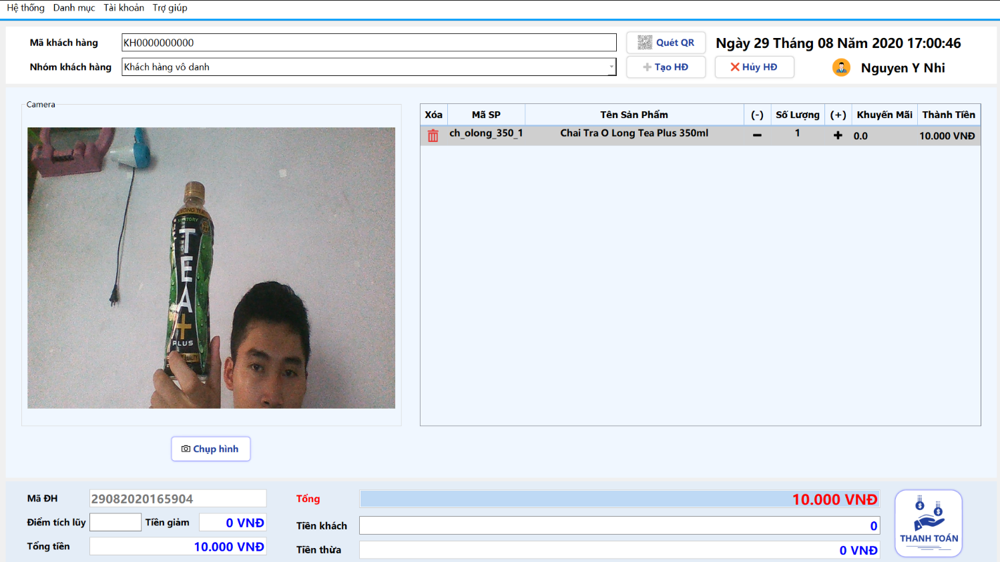 Hệ thống Danh mục Tài khoản Trợ giúp
Mã khách hàng KH0000000000 Quét QR Ngày 29 Tháng 08 Năm 2020 17:00:46
Nhóm khách hàng Khách hàng vô danh Tạo HĐ Hủy HĐ Nguyen Y Nhi
Camera
Xóa Mã SP Tên Sản Phẩm (-) Số Lượng (+) Khuyến Mãi Thành Tiền
ch_olong_350_1 Chai Tra O Long Tea Plus 350ml 1 0.0 10.000 VNĐ
SUNTORY
TEA+
PLUS
Chụp hình
Mã ĐH 29082020165904 Tổng 10.000 VNĐ
Điểm tích lũy Tiền giảm 0 VNĐ Tiền khách 0
Tổng tiền 10.000 VNĐ Tiền thừa 0 VNĐ
THANH TOÁN